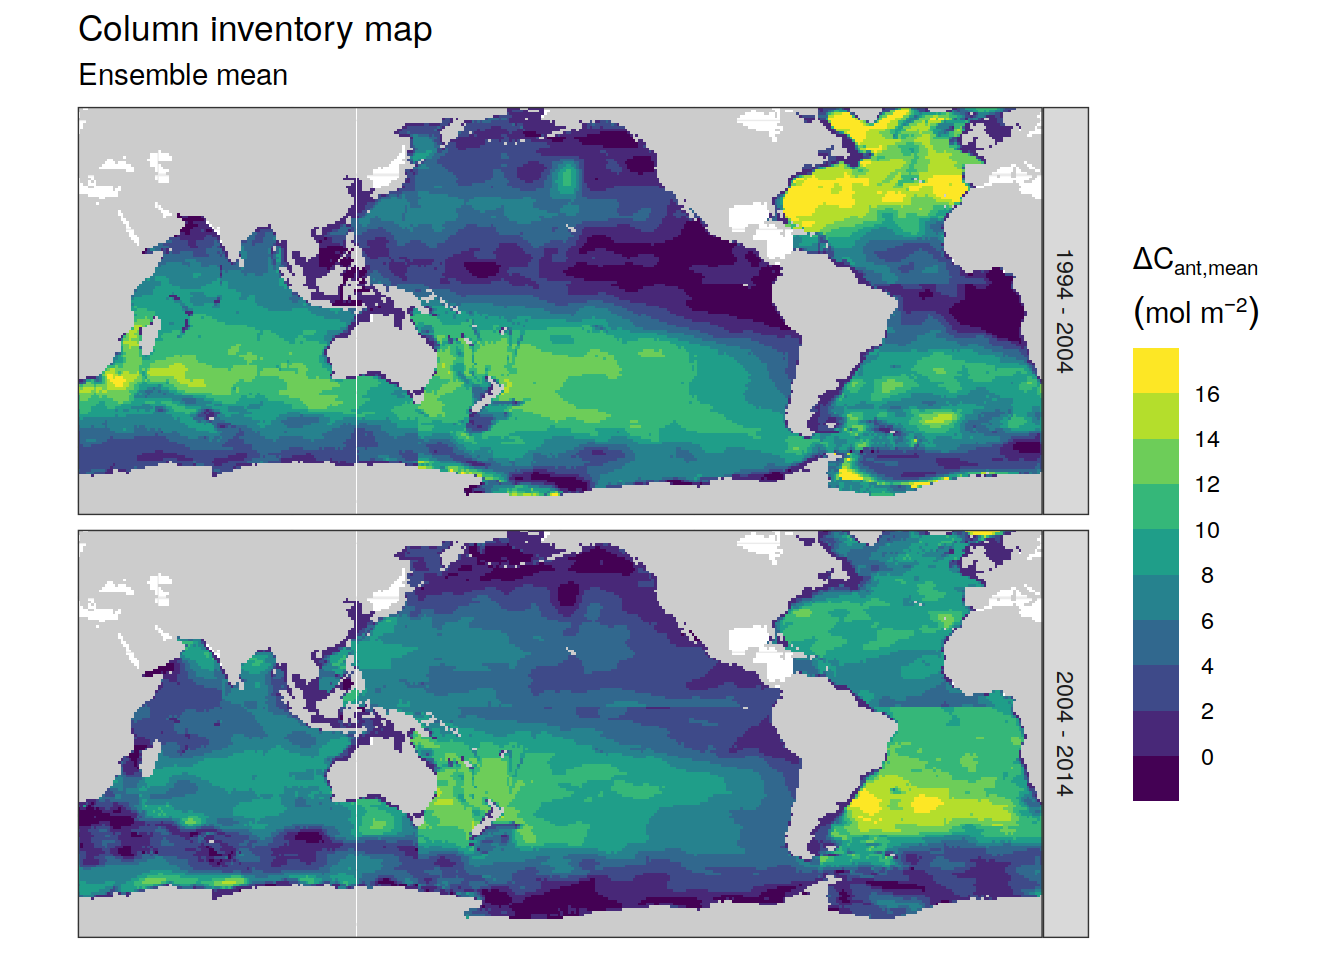 Column inventory map
Ensemble mean
1994 - 2004
2004 - 2014
ΔCant,mean
(mol m−2)
16
14
12
10
8
6
4
2
0